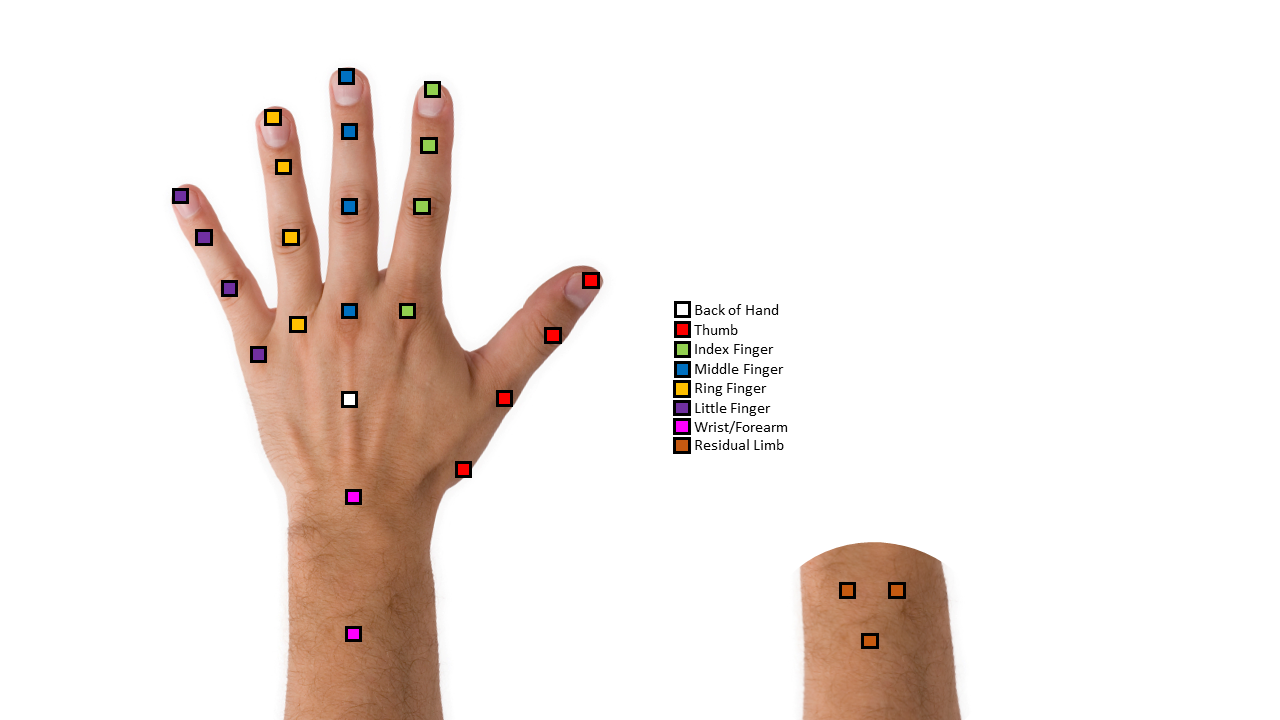 Back of Hand
Thumb
Index Finger
Middle Finger
Ring Finger
Little Finger
Wrist/Forearm
Residual Limb